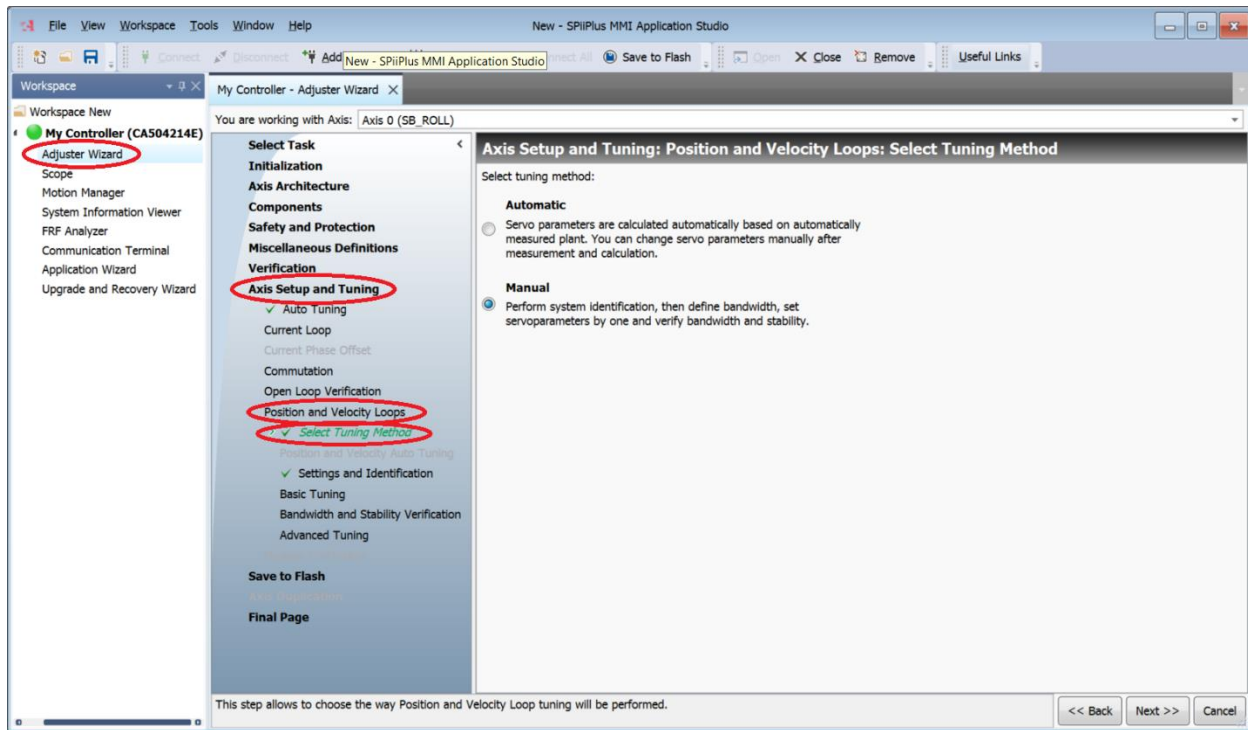 File View Workspace Tools Window Help
New - SPiiPlus MMI Application Studio
Connect Disconnect Add New - SPiiPlus MMI Application Studio nnect All Save to Flash Open Close Remove Useful Links
Workspace
My Controller - Adjuster Wizard
Workspace New
My Controller (CA504214E)
Adjuster Wizard
Scope
Motion Manager
System Information Viewer
FRF Analyzer
Communication Terminal
Application Wizard
Upgrade and Recovery Wizard
You are working with Axis: Axis 0 (SB_ROLL)
Select Task
Initialization
Axis Architecture
Components
Safety and Protection
Miscellaneous Definitions
Verification
Axis Setup and Tuning
Auto Tuning
Current Loop
Current Phase Offset
Commutation
Open Loop Verification
Position and Velocity Loops
Select Tuning Method
Position and Velocity Auto Tuning
Settings and Identification
Basic Tuning
Bandwidth and Stability Verification
Advanced Tuning
Save to Flash
Axis Duplication
Final Page
Axis Setup and Tuning: Position and Velocity Loops: Select Tuning Method
Select tuning method:
Automatic
Servo parameters are calculated automatically based on automatically
measured plant. You can change servo parameters manually after
measurement and calculation.
Manual
Perform system identification, then define bandwidth, set
servoparameters by one and verify bandwidth and stability.
This step allows to choose the way Position and Velocity Loop tuning will be performed.
<< Back Next >> Cancel